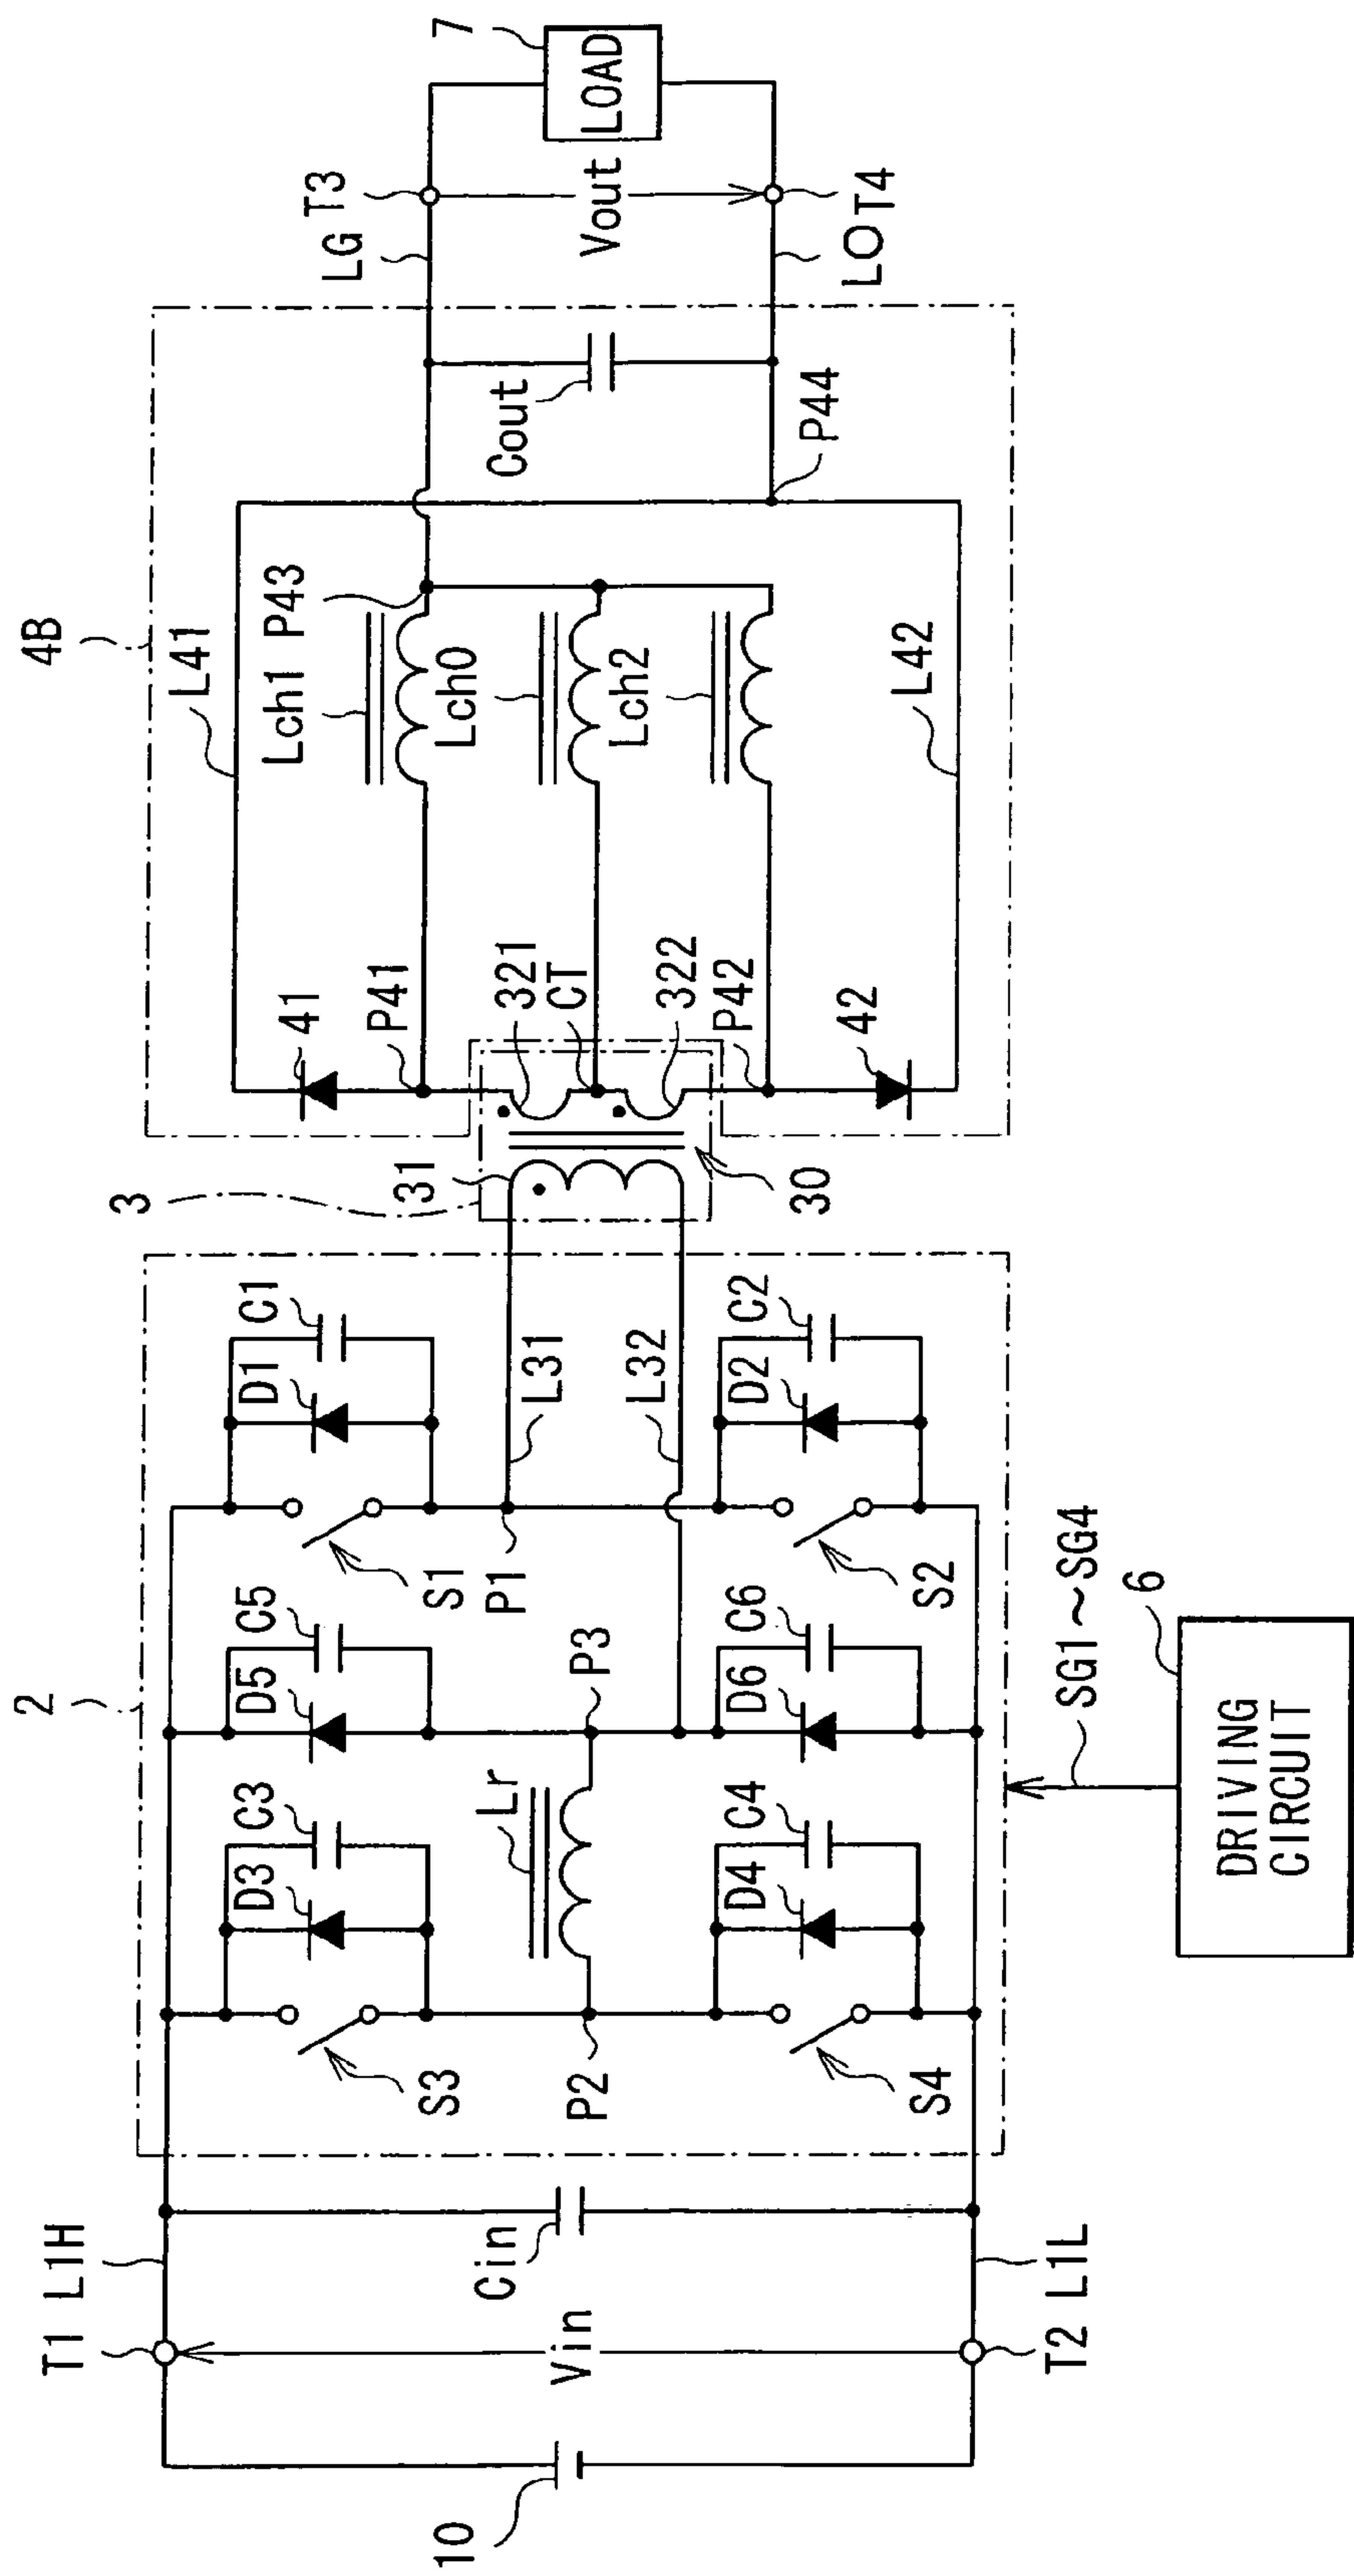 4B
L41
Lch1
P43
Lch0
Lch2
L42
P44
Cout
LG
T3
Vout
LO
T4
7
LOAD
41
P41
321
CT
322
P42
42
3
31
30
2
C1
D1
L31
L32
C2
D2
S1
P1
S2
C5
D5
P3
C6
D6
C3
D3
Lr
C4
D4
S3
P2
S4
SG1～SG4
6
DRIVING
CIRCUIT
T1
L1H
Cin
Vin
T2
L1L
10